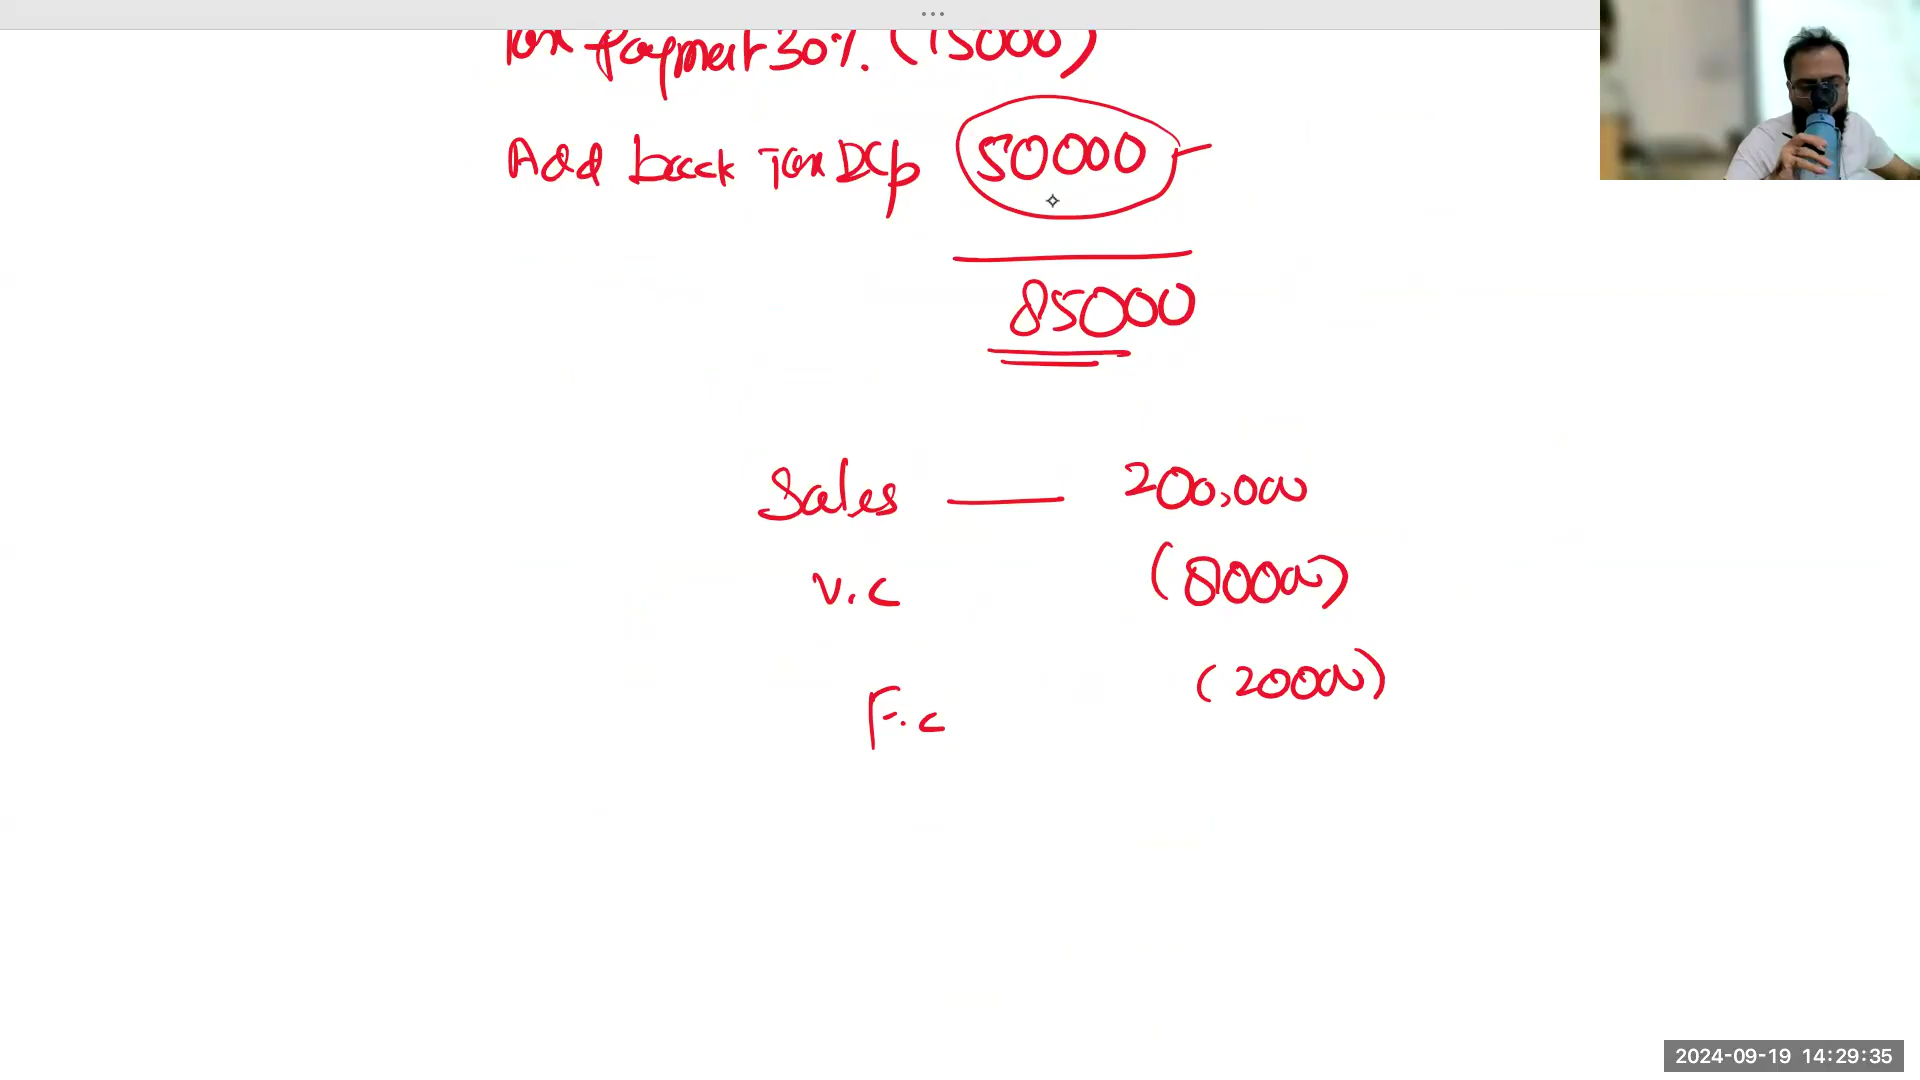 Tax Payment 30% (15000)
Add back Tax Dep 50000
85000
Sales — 200,000
V.C (80000)
F.C (20000)
2024-09-19 14:29:35